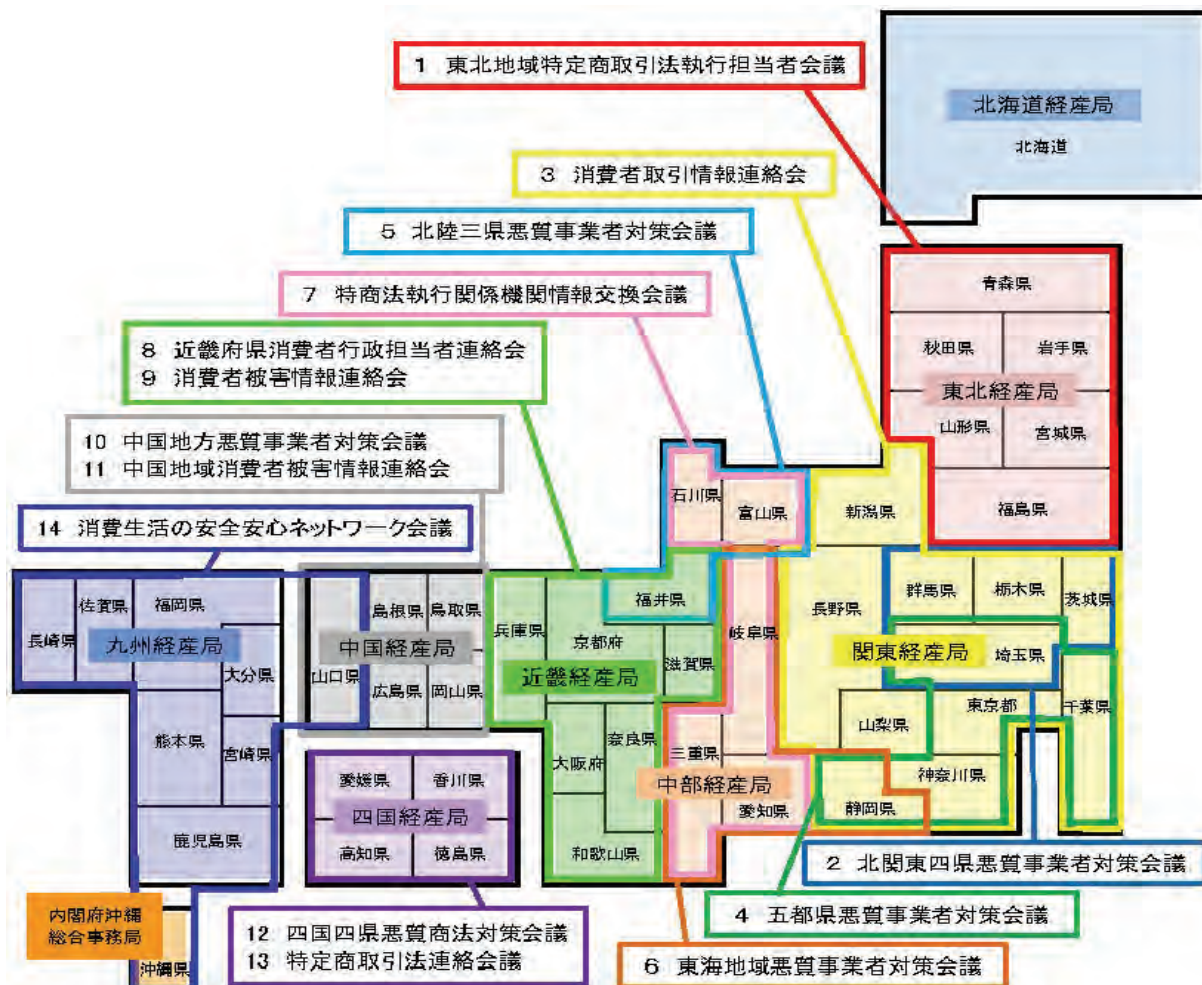 1 東北地域特定商取引法執行担当者会議
北海道経産局
北海道
3 消費者取引情報連絡会
5 北陸三県悪質事業者対策会議
7 特商法執行関係機関情報交換会議
8 近畿府県消費者行政担当者連絡会
9 消費者被害情報連絡会
10 中国地方悪質事業者対策会議
11 中国地域消費者被害情報連絡会
14 消費生活の安全安心ネットワーク会議
青森県
秋田県
岩手県
東北経産局
山形県
宮城県
福島県
石川県
富山県
新潟県
福井県
長崎県
佐賀県
福岡県
九州経産局
大分県
熊本県
宮崎県
鹿児島県
島根県
鳥取県
中国経産局
山口県
広島県
岡山県
兵庫県
京都府
滋賀県
近畿経産局
大阪府
奈良県
和歌山県
岐阜県
三重県
中部経産局
愛知県
長野県
群馬県
栃木県
茨城県
関東経産局
埼玉県
山梨県
東京都
千葉県
神奈川県
静岡県
愛媛県
香川県
四国経産局
高知県
徳島県
内閣府沖縄
総合事務局
沖縄県
2 北関東四県悪質事業者対策会議
4 五都県悪質事業者対策会議
12 四国四県悪質商法対策会議
13 特定商取引法連絡会議
6 東海地域悪質事業者対策会議